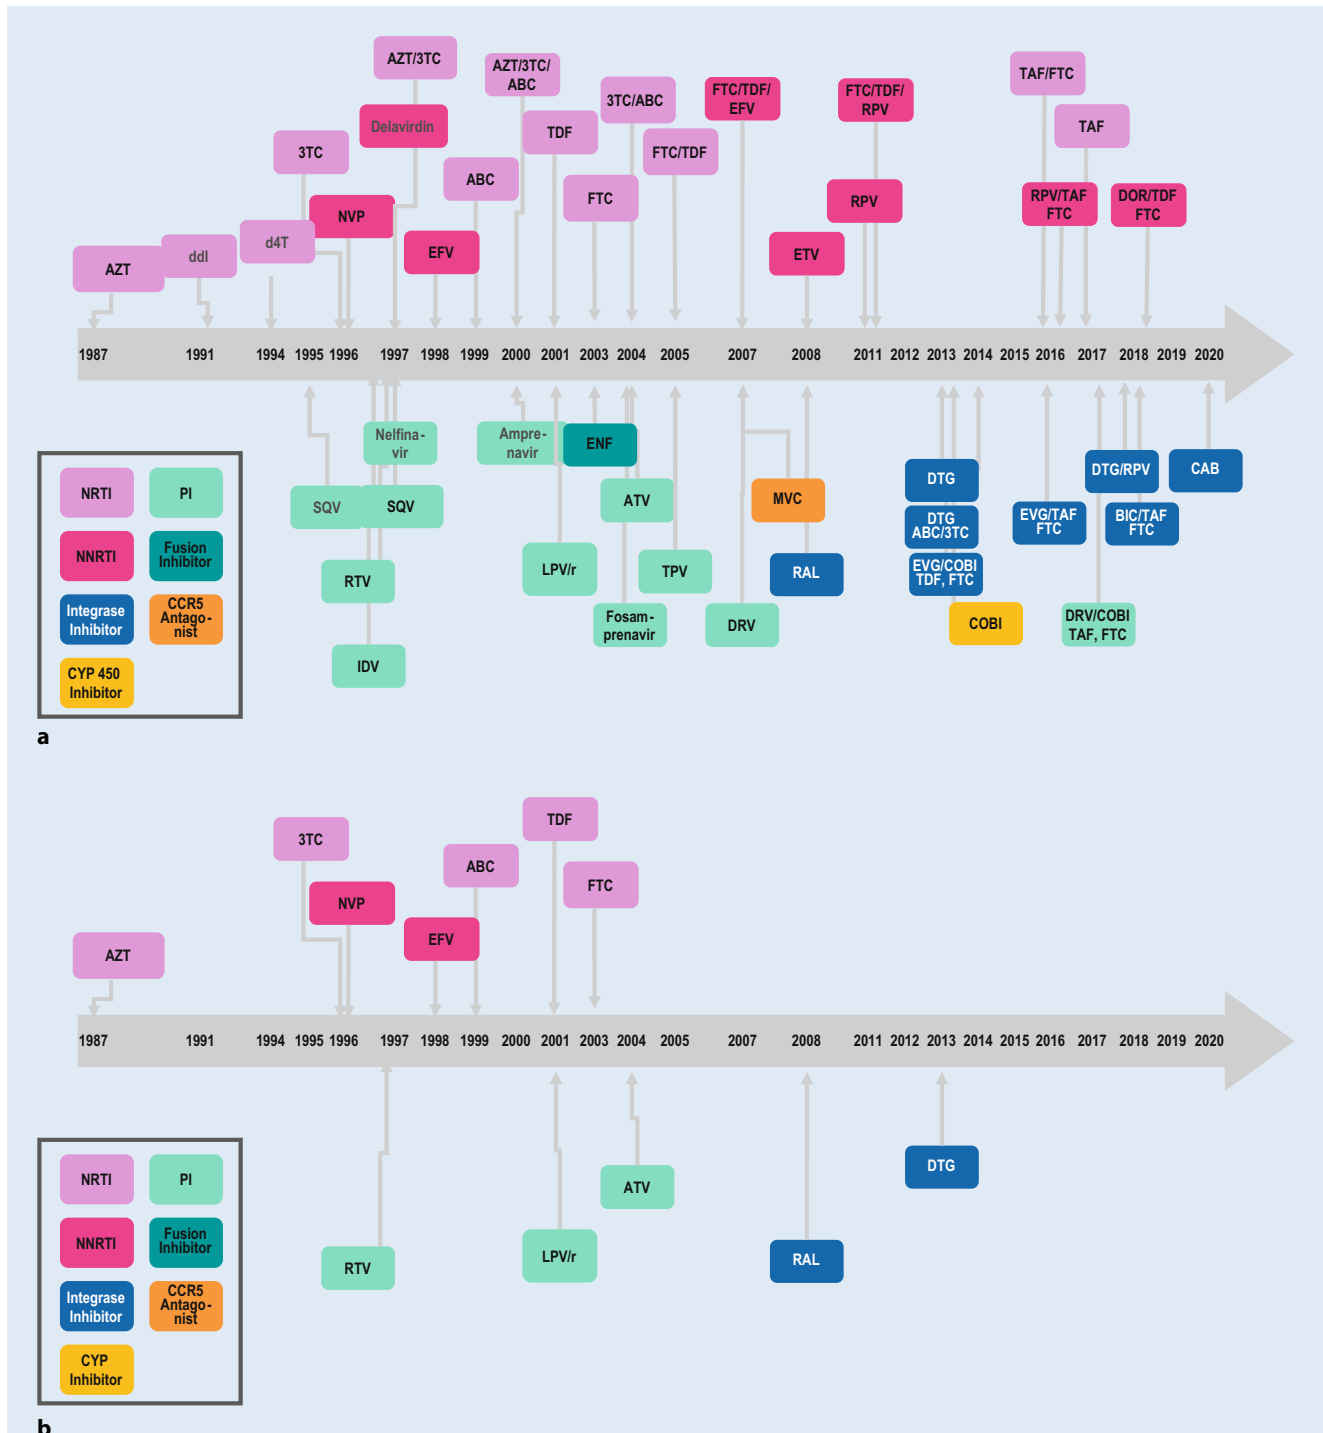 AZT/3TC
AZT/3TC/
ABC
TAF/FTC
FTC/TDF/
EFV
FTC/TDF/
RPV
3TC/ABC
Delavirdin
TDF
TAF
3TC
FTC/TDF
ABC
FTC
RPV
RPV/TAF
FTC
DOR/TDF
FTC
NVP
d4T
EFV
ETV
ddI
AZT
1987 1991 1994 1995 1996 1997 1998 1999 2000 2001 2003 2004 2005 2007 2008 2011 2012 2013 2014 2015 2016 2017 2018 2019 2020
Nelfina-
vir
Ampre-
navir
ENF
DTG
DTG/RPV
CAB
SQV
SQV
ATV
MVC
DTG
ABC/3TC
EVG/TAF
FTC
BIC/TAF
FTC
LPV/r
TPV
RAL
EVG/COBI
TDF, FTC
RTV
Fosam-
prenavir
DRV
COBI
DRV/COBI
TAF, FTC
IDV
NRTI
PI
NNRTI
Fusion
Inhibitor
Integrase
Inhibitor
CCR5
Antago-
nist
CYP 450
Inhibitor
a
TDF
3TC
ABC
FTC
NVP
EFV
AZT
1987 1991 1994 1995 1996 1997 1998 1999 2000 2001 2003 2004 2005 2007 2008 2011 2012 2013 2014 2015 2016 2017 2018 2019 2020
DTG
ATV
LPV/r
RAL
RTV
NRTI
PI
NNRTI
Fusion
Inhibitor
Integrase
Inhibitor
CCR5
Antago-
nist
CYP
Inhibitor
b